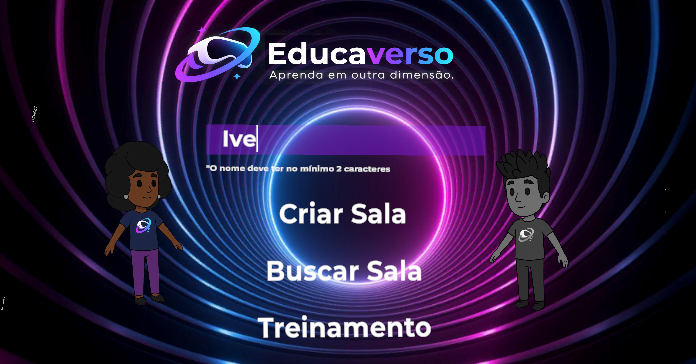 Educaverso
Aprenda em outra dimensão.
Ive
*O nome deve ter no mínimo 2 caracteres
Criar Sala
Buscar Sala
Treinamento